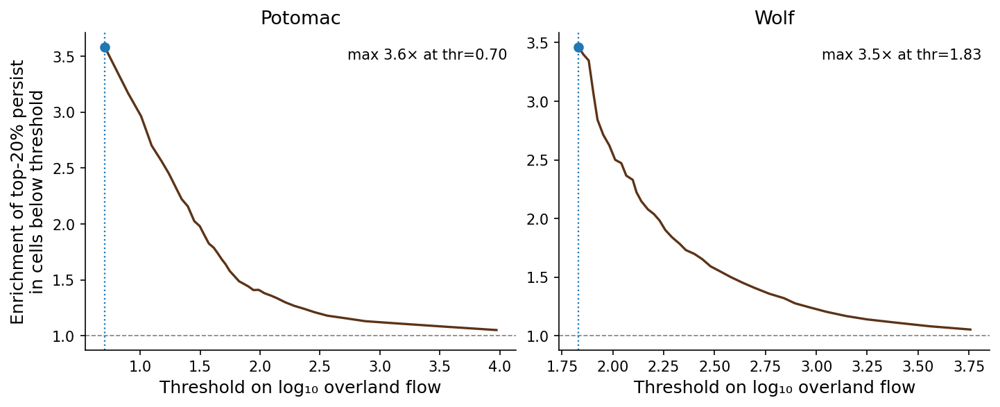 Potomac
Enrichment of top-20% persist
in cells below threshold
3.5
3.0
2.5
2.0
1.5
1.0
max 3.6× at thr=0.70
1.0 1.5 2.0 2.5 3.0 3.5 4.0
Threshold on log₁₀ overland flow
Wolf
3.5
3.0
2.5
2.0
1.5
1.0
max 3.5× at thr=1.83
1.75 2.00 2.25 2.50 2.75 3.00 3.25 3.50 3.75
Threshold on log₁₀ overland flow